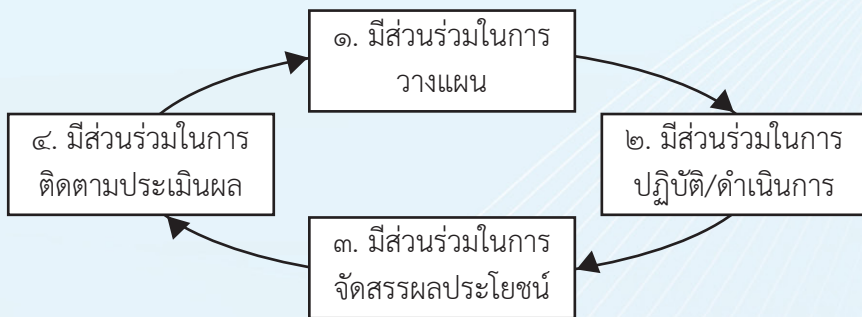 ๑. มีส่วนร่วมในการ
วางแผน
๒. มีส่วนร่วมในการ
ปฏิบัติ/ดำเนินการ
๓. มีส่วนร่วมในการ
จัดสรรผลประโยชน์
๔. มีส่วนร่วมในการ
ติดตามประเมินผล